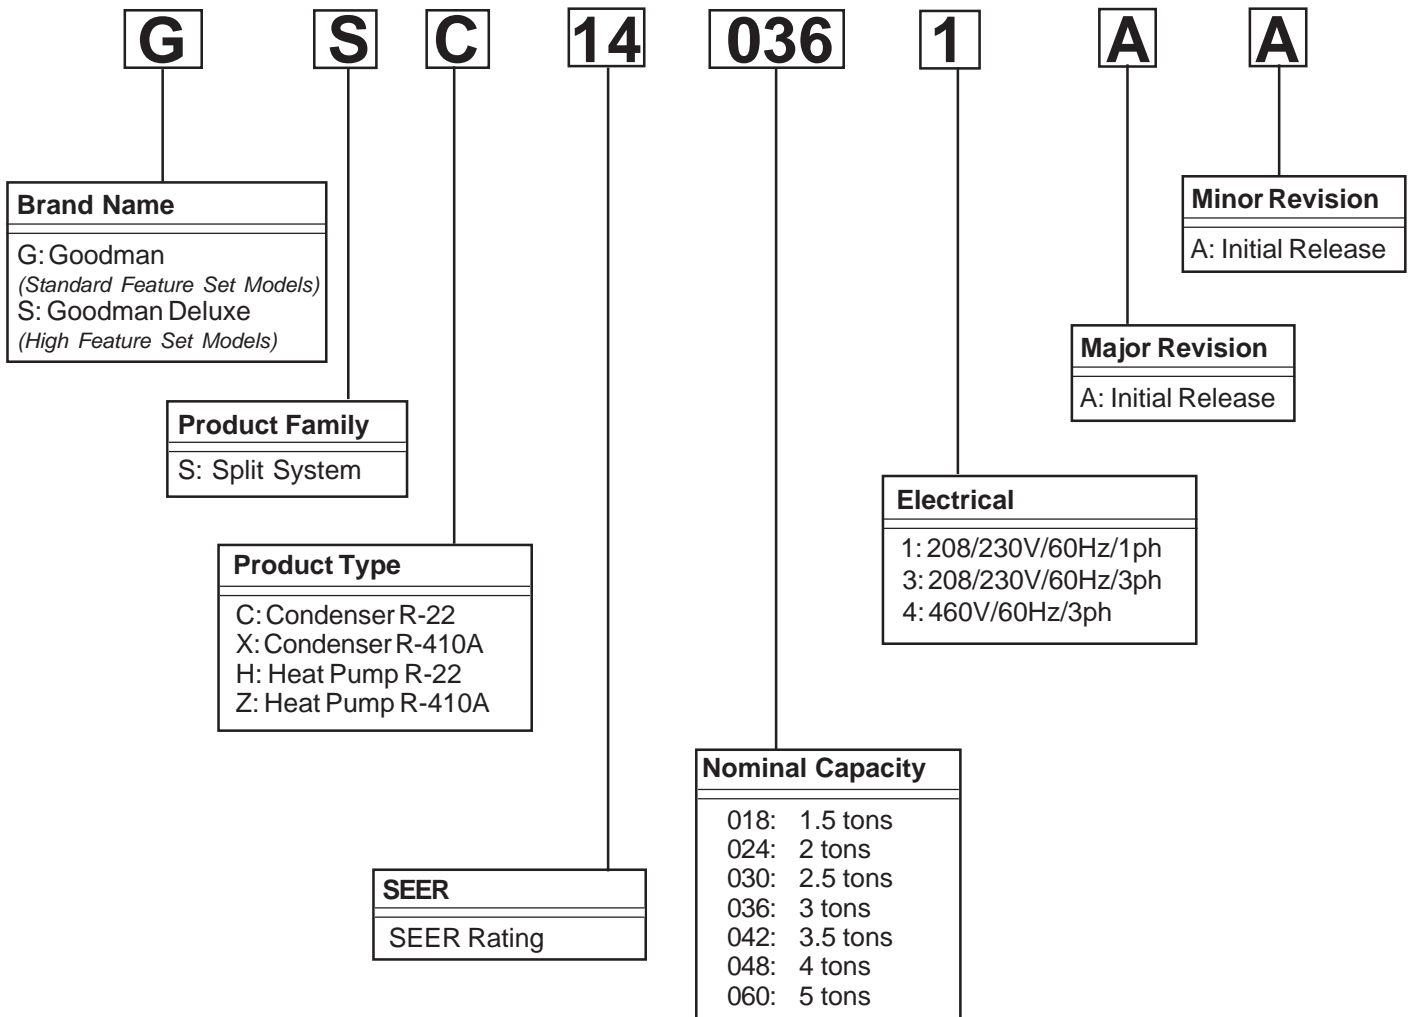 G S C 14 036 1 A A
Brand Name
G: Goodman
(Standard Feature Set Models)
S: Goodman Deluxe
(High Feature Set Models)
Product Family
S: Split System
Product Type
C: Condenser R-22
X: Condenser R-410A
H: Heat Pump R-22
Z: Heat Pump R-410A
SEER
SEER Rating
Nominal Capacity
018: 1.5 tons
024: 2 tons
030: 2.5 tons
036: 3 tons
042: 3.5 tons
048: 4 tons
060: 5 tons
Electrical
1: 208/230V/60Hz/1ph
3: 208/230V/60Hz/3ph
4: 460V/60Hz/3ph
Major Revision
A: Initial Release
Minor Revision
A: Initial Release